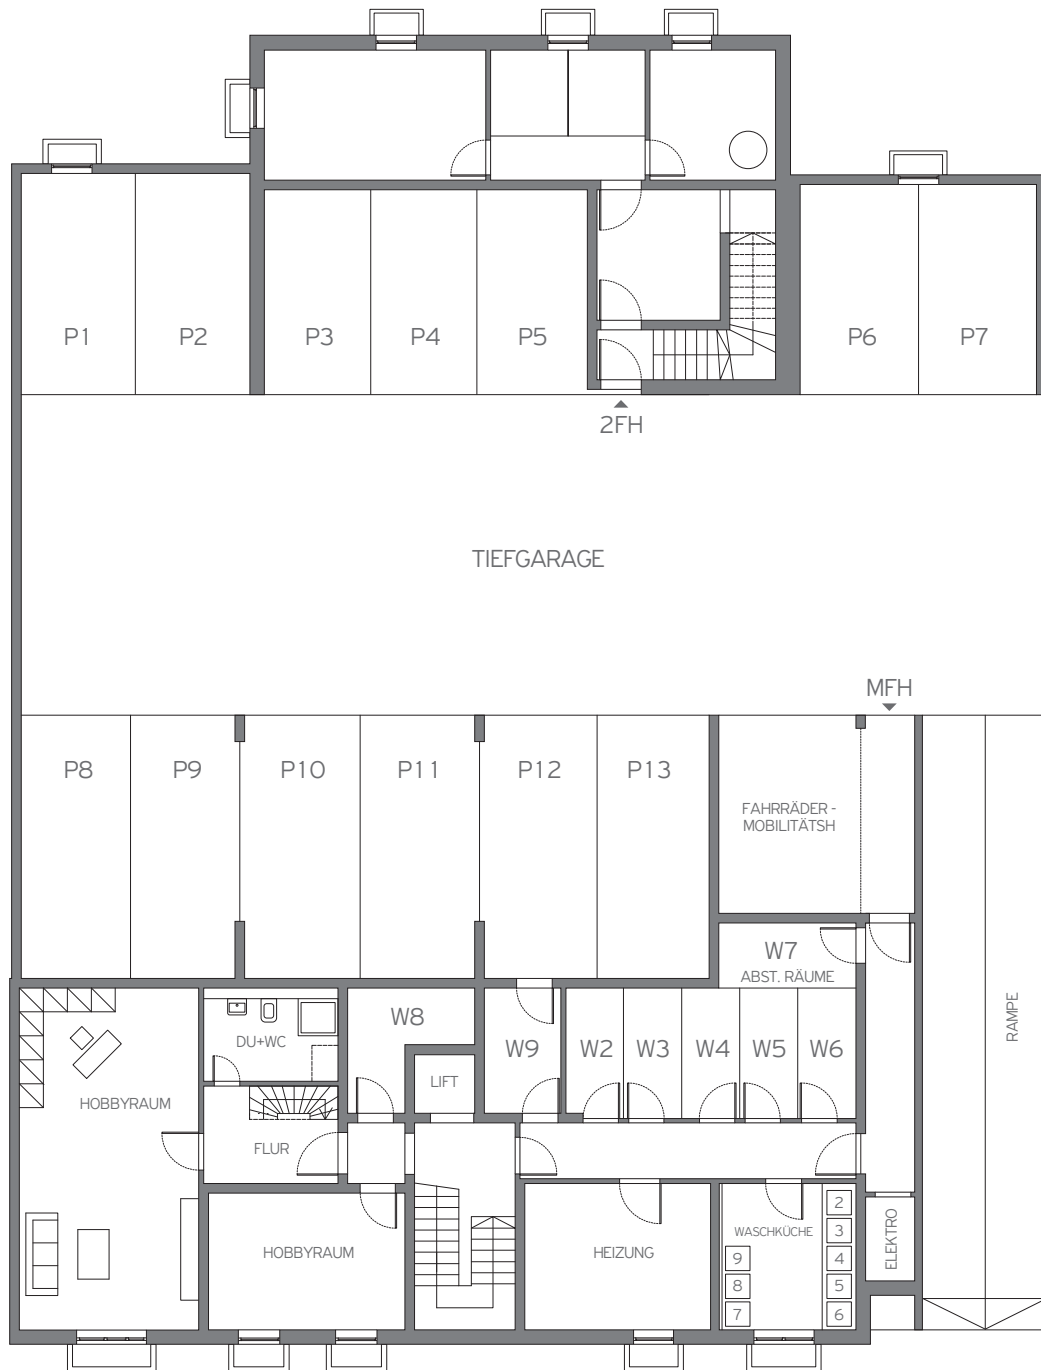 P1
P2
P3
P4
P5
P6
P7
2FH
TIEFGARAGE
MFH
P8
P9
P10
P11
P12
P13
FAHRRÄDER -
MOBILITÄTSH
W7
ABST. RÄUME
W8
W9
W2
W3
W4
W5
W6
DU+WC
LIFT
HOBBYRAUM
FLUR
RAMPE
HOBBYRAUM
HEIZUNG
WASCHKÜCHE
2
3
4
5
6
9
8
7
ELEKTRO